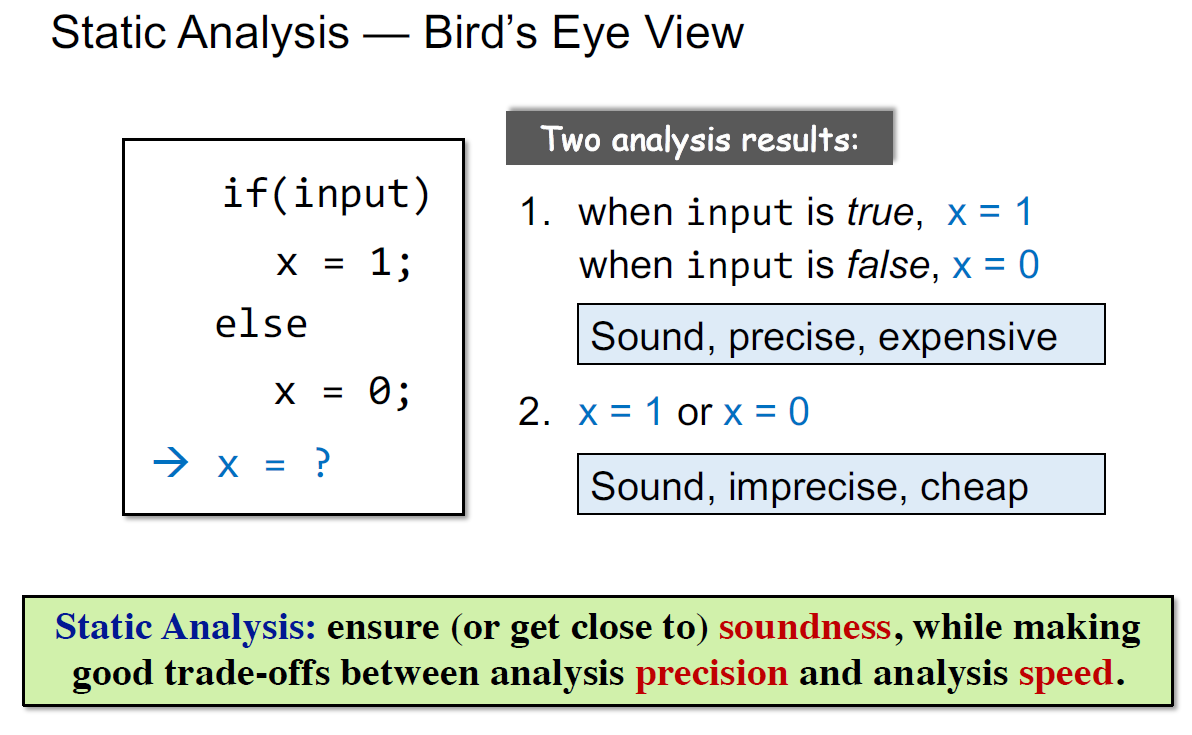 Static Analysis — Bird’s Eye View
if(input)
x = 1;
else
x = 0;
→ x = ?
Two analysis results:
1. when input is true, x = 1
when input is false, x = 0
Sound, precise, expensive
2. x = 1 or x = 0
Sound, imprecise, cheap
Static Analysis: ensure (or get close to) soundness, while making
good trade-offs between analysis precision and analysis speed.